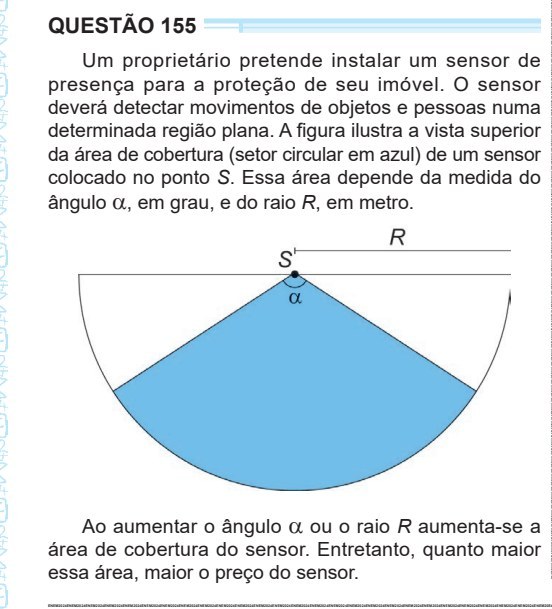 QUESTÃO 155
Um proprietário pretende instalar um sensor de
presença para a proteção de seu imóvel. O sensor
deverá detectar movimentos de objetos e pessoas numa
determinada região plana. A figura ilustra a vista superior
da área de cobertura (setor circular em azul) de um sensor
colocado no ponto S. Essa área depende da medida do
ângulo α, em grau, e do raio R, em metro.
R
S
α
Ao aumentar o ângulo α ou o raio R aumenta-se a
área de cobertura do sensor. Entretanto, quanto maior
essa área, maior o preço do sensor.